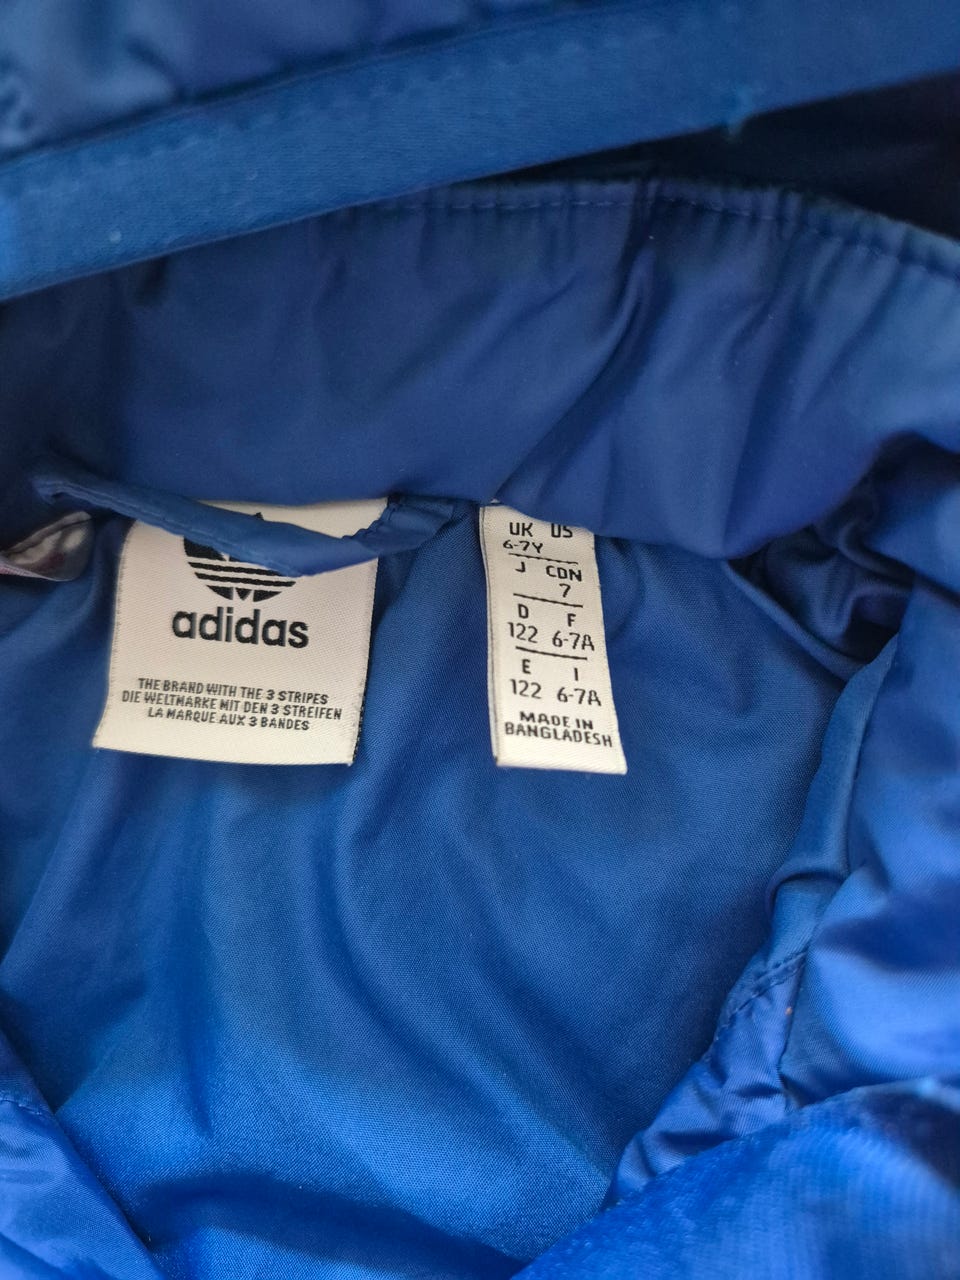 adidas
THE BRAND WITH THE 3 STRIPES
DIE WELTMARKE MIT DEN 3 STREIFEN
LA MARQUE AUX 3 BANDES
UK US
6-7Y
J CDN
7
D F
122 6-7A
E I
122 6-7A
MADE IN
BANGLADESH